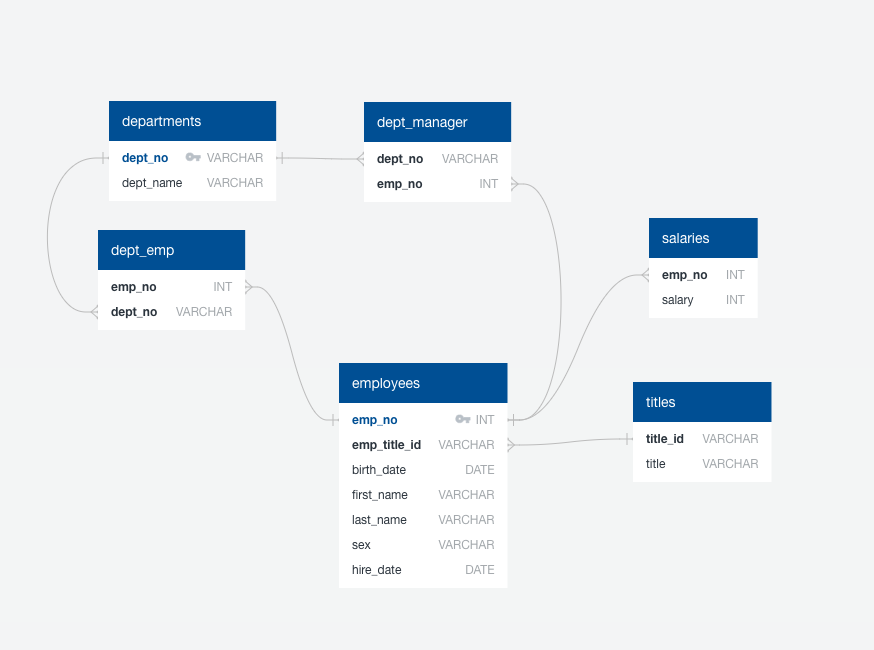 departments
dept_no VARCHAR
dept_name VARCHAR
dept_manager
dept_no VARCHAR
emp_no INT
dept_emp
emp_no INT
dept_no VARCHAR
salaries
emp_no INT
salary INT
employees
emp_no INT
emp_title_id VARCHAR
birth_date DATE
first_name VARCHAR
last_name VARCHAR
sex VARCHAR
hire_date DATE
titles
title_id VARCHAR
title VARCHAR